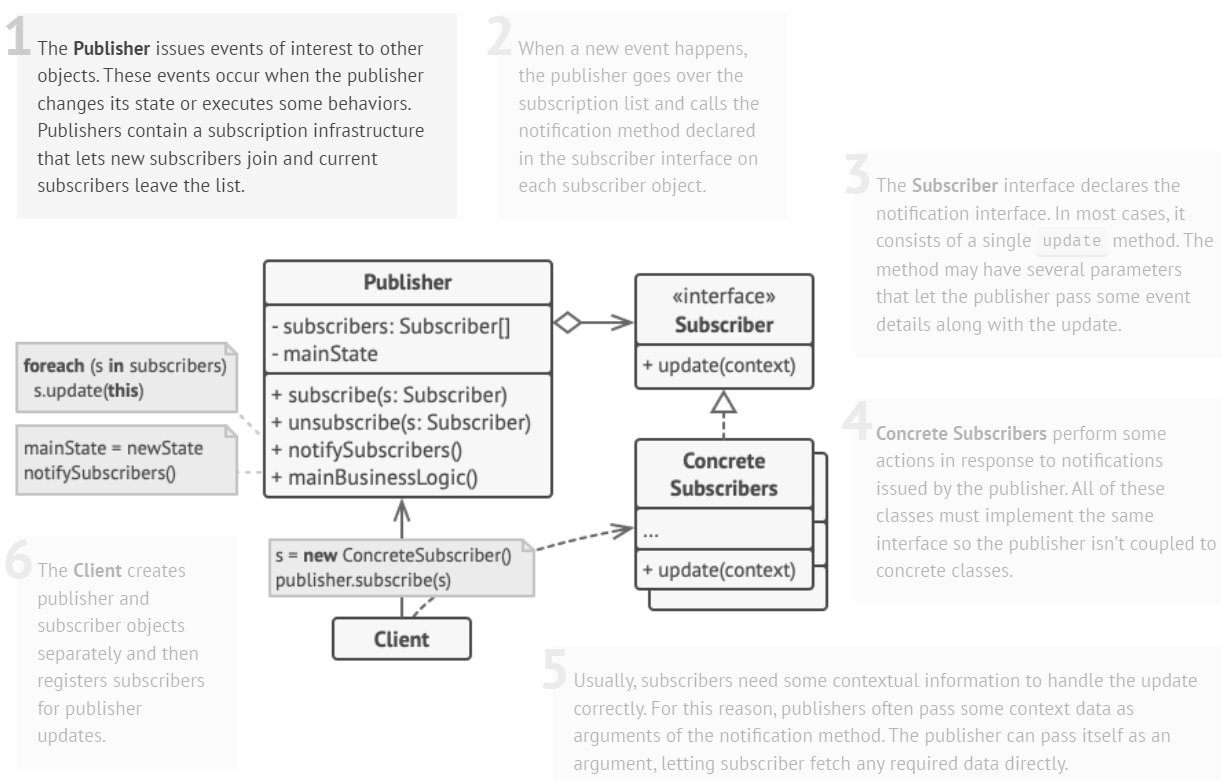 1
The Publisher issues events of interest to other
objects. These events occur when the publisher
changes its state or executes some behaviors.
Publishers contain a subscription infrastructure
that lets new subscribers join and current
subscribers leave the list.
2
When a new event happens,
the publisher goes over the
subscription list and calls the
notification method declared
in the subscriber interface on
each subscriber object.
3
The Subscriber interface declares the
notification interface. In most cases, it
consists of a single update method. The
method may have several parameters
that let the publisher pass some event
details along with the update.
Publisher
- subscribers: Subscriber[]
- mainState
+ subscribe(s: Subscriber)
+ unsubscribe(s: Subscriber)
+ notifySubscribers()
+ mainBusinessLogic()
«interface»
Subscriber
+ update(context)
foreach (s in subscribers)
s.update(this)
mainState = newState
notifySubscribers()
Concrete
Subscribers
...
+ update(context)
4
Concrete Subscribers perform some
actions in response to notifications
issued by the publisher. All of these
classes must implement the same
interface so the publisher isn't coupled to
concrete classes.
s = new ConcreteSubscriber()
publisher.subscribe(s)
Client
6
The Client creates
publisher and
subscriber objects
separately and then
registers subscribers
for publisher
updates.
5
Usually, subscribers need some contextual information to handle the update
correctly. For this reason, publishers often pass some context data as
arguments of the notification method. The publisher can pass itself as an
argument, letting subscriber fetch any required data directly.